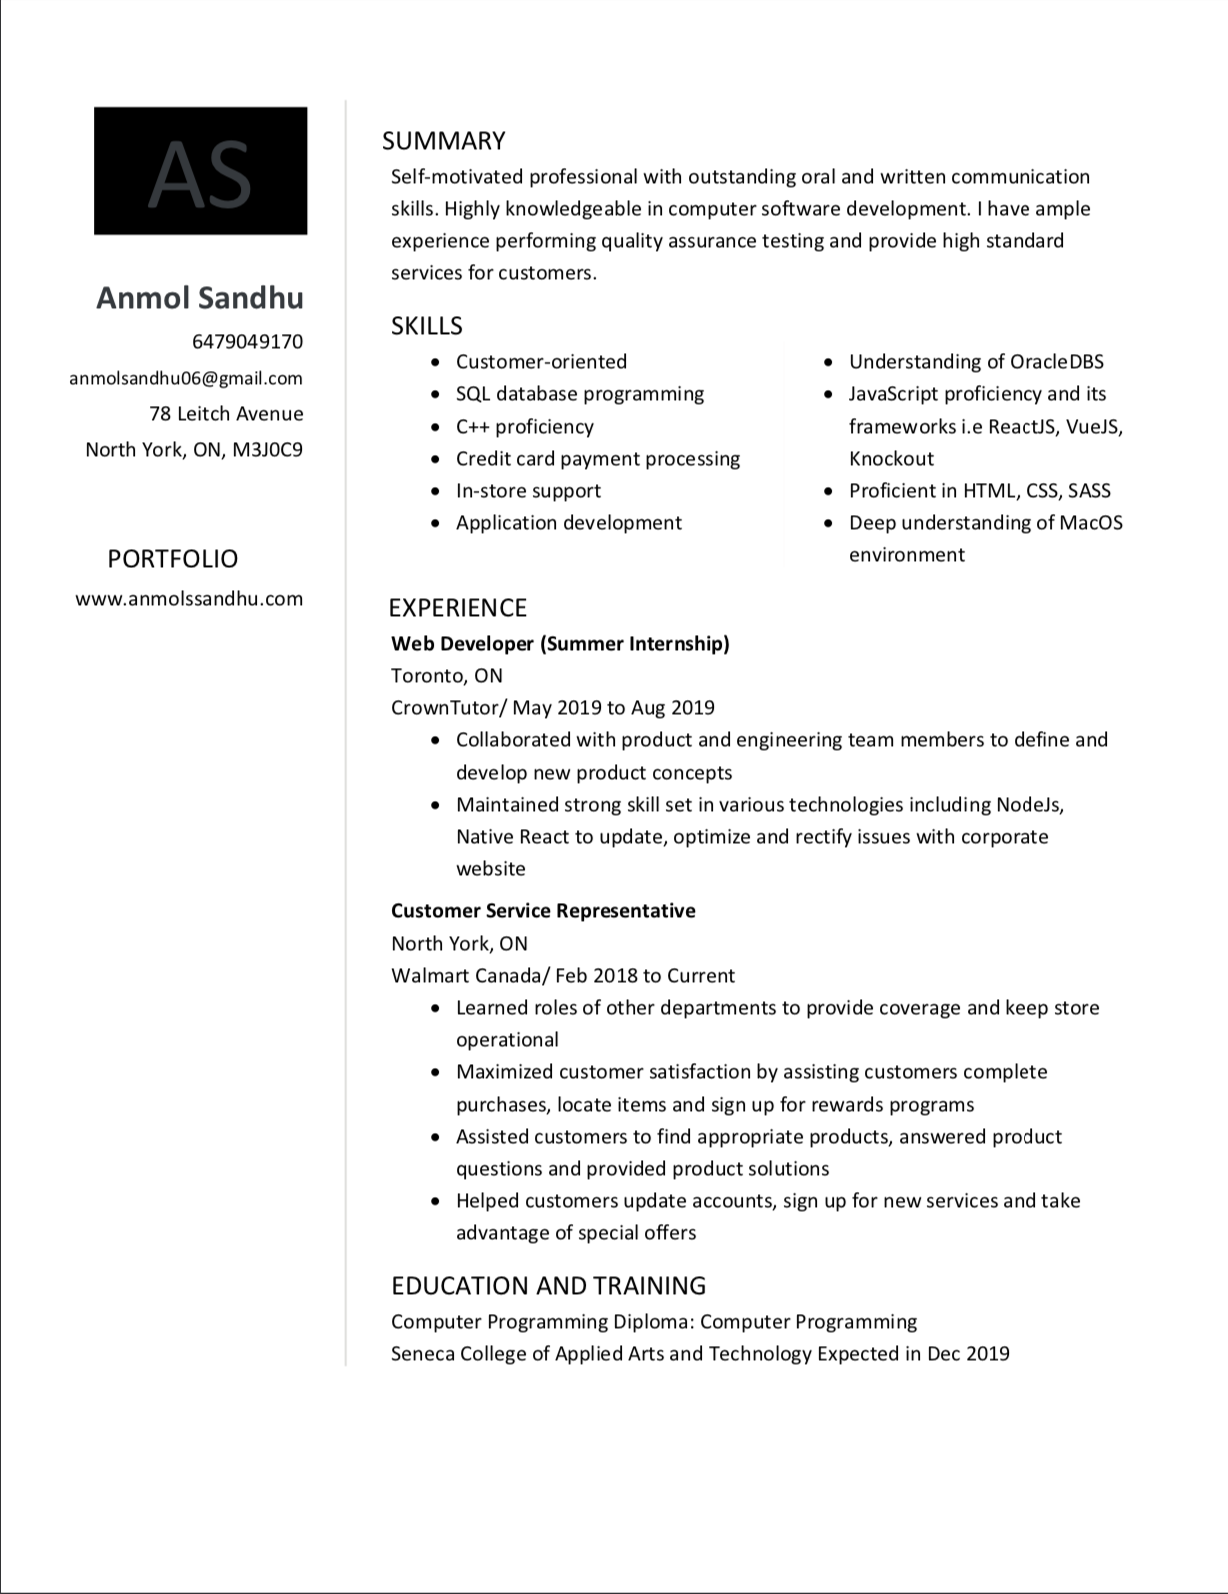 AS
Anmol Sandhu
6479049170
anmolsandhu06@gmail.com
78 Leitch Avenue
North York, ON, M3J0C9
PORTFOLIO
www.anmolssandhu.com
SUMMARY
Self-motivated professional with outstanding oral and written communication
skills. Highly knowledgeable in computer software development. I have ample
experience performing quality assurance testing and provide high standard
services for customers.
SKILLS
• Customer-oriented
• SQL database programming
• C++ proficiency
• Credit card payment processing
• In-store support
• Application development
• Understanding of OracleDBS
• JavaScript proficiency and its
frameworks i.e ReactJS, VueJS,
Knockout
• Proficient in HTML, CSS, SASS
• Deep understanding of MacOS
environment
EXPERIENCE
Web Developer (Summer Internship)
Toronto, ON
CrownTutor/ May 2019 to Aug 2019
• Collaborated with product and engineering team members to define and
develop new product concepts
• Maintained strong skill set in various technologies including NodeJs,
Native React to update, optimize and rectify issues with corporate
website
Customer Service Representative
North York, ON
Walmart Canada/ Feb 2018 to Current
• Learned roles of other departments to provide coverage and keep store
operational
• Maximized customer satisfaction by assisting customers complete
purchases, locate items and sign up for rewards programs
• Assisted customers to find appropriate products, answered product
questions and provided product solutions
• Helped customers update accounts, sign up for new services and take
advantage of special offers
EDUCATION AND TRAINING
Computer Programming Diploma: Computer Programming
Seneca College of Applied Arts and Technology Expected in Dec 2019